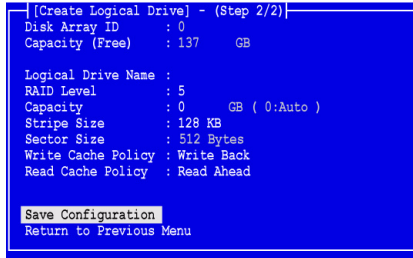 [Create Logical Drive] - (Step 2/2)
Disk Array ID : 0
Capacity (Free) : 137 GB
Logical Drive Name :
RAID Level : 5
Capacity : 0 GB ( 0:Auto )
Stripe Size : 128 KB
Sector Size : 512 Bytes
Write Cache Policy : Write Back
Read Cache Policy : Read Ahead
Save Configuration
Return to Previous Menu